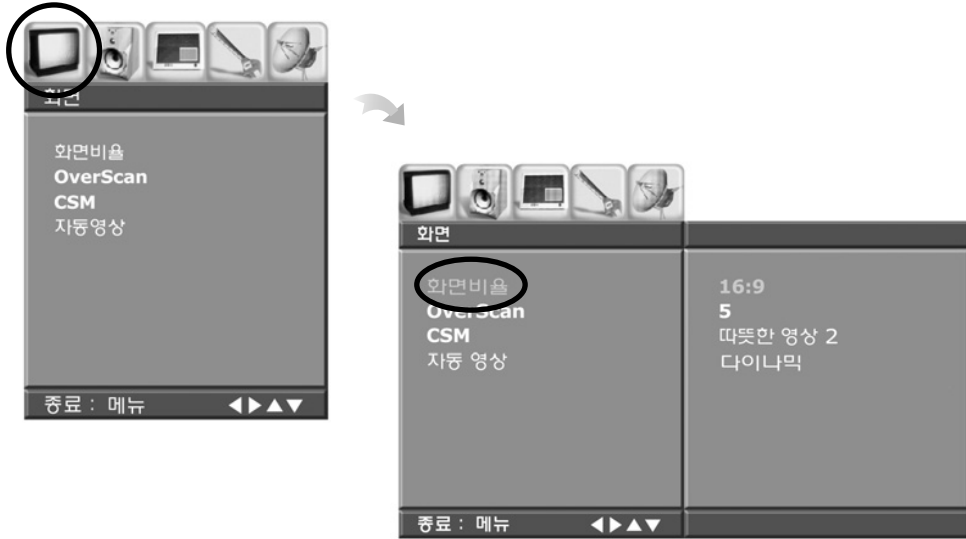 화면
화면비율
OverScan
CSM
자동영상
종료 : 메뉴 ◀▶▲▼
화면
화면비율 16:9
OverScan 5
CSM 따뜻한 영상 2
자동 영상 다이나믹
종료 : 메뉴 ◀▶▲▼